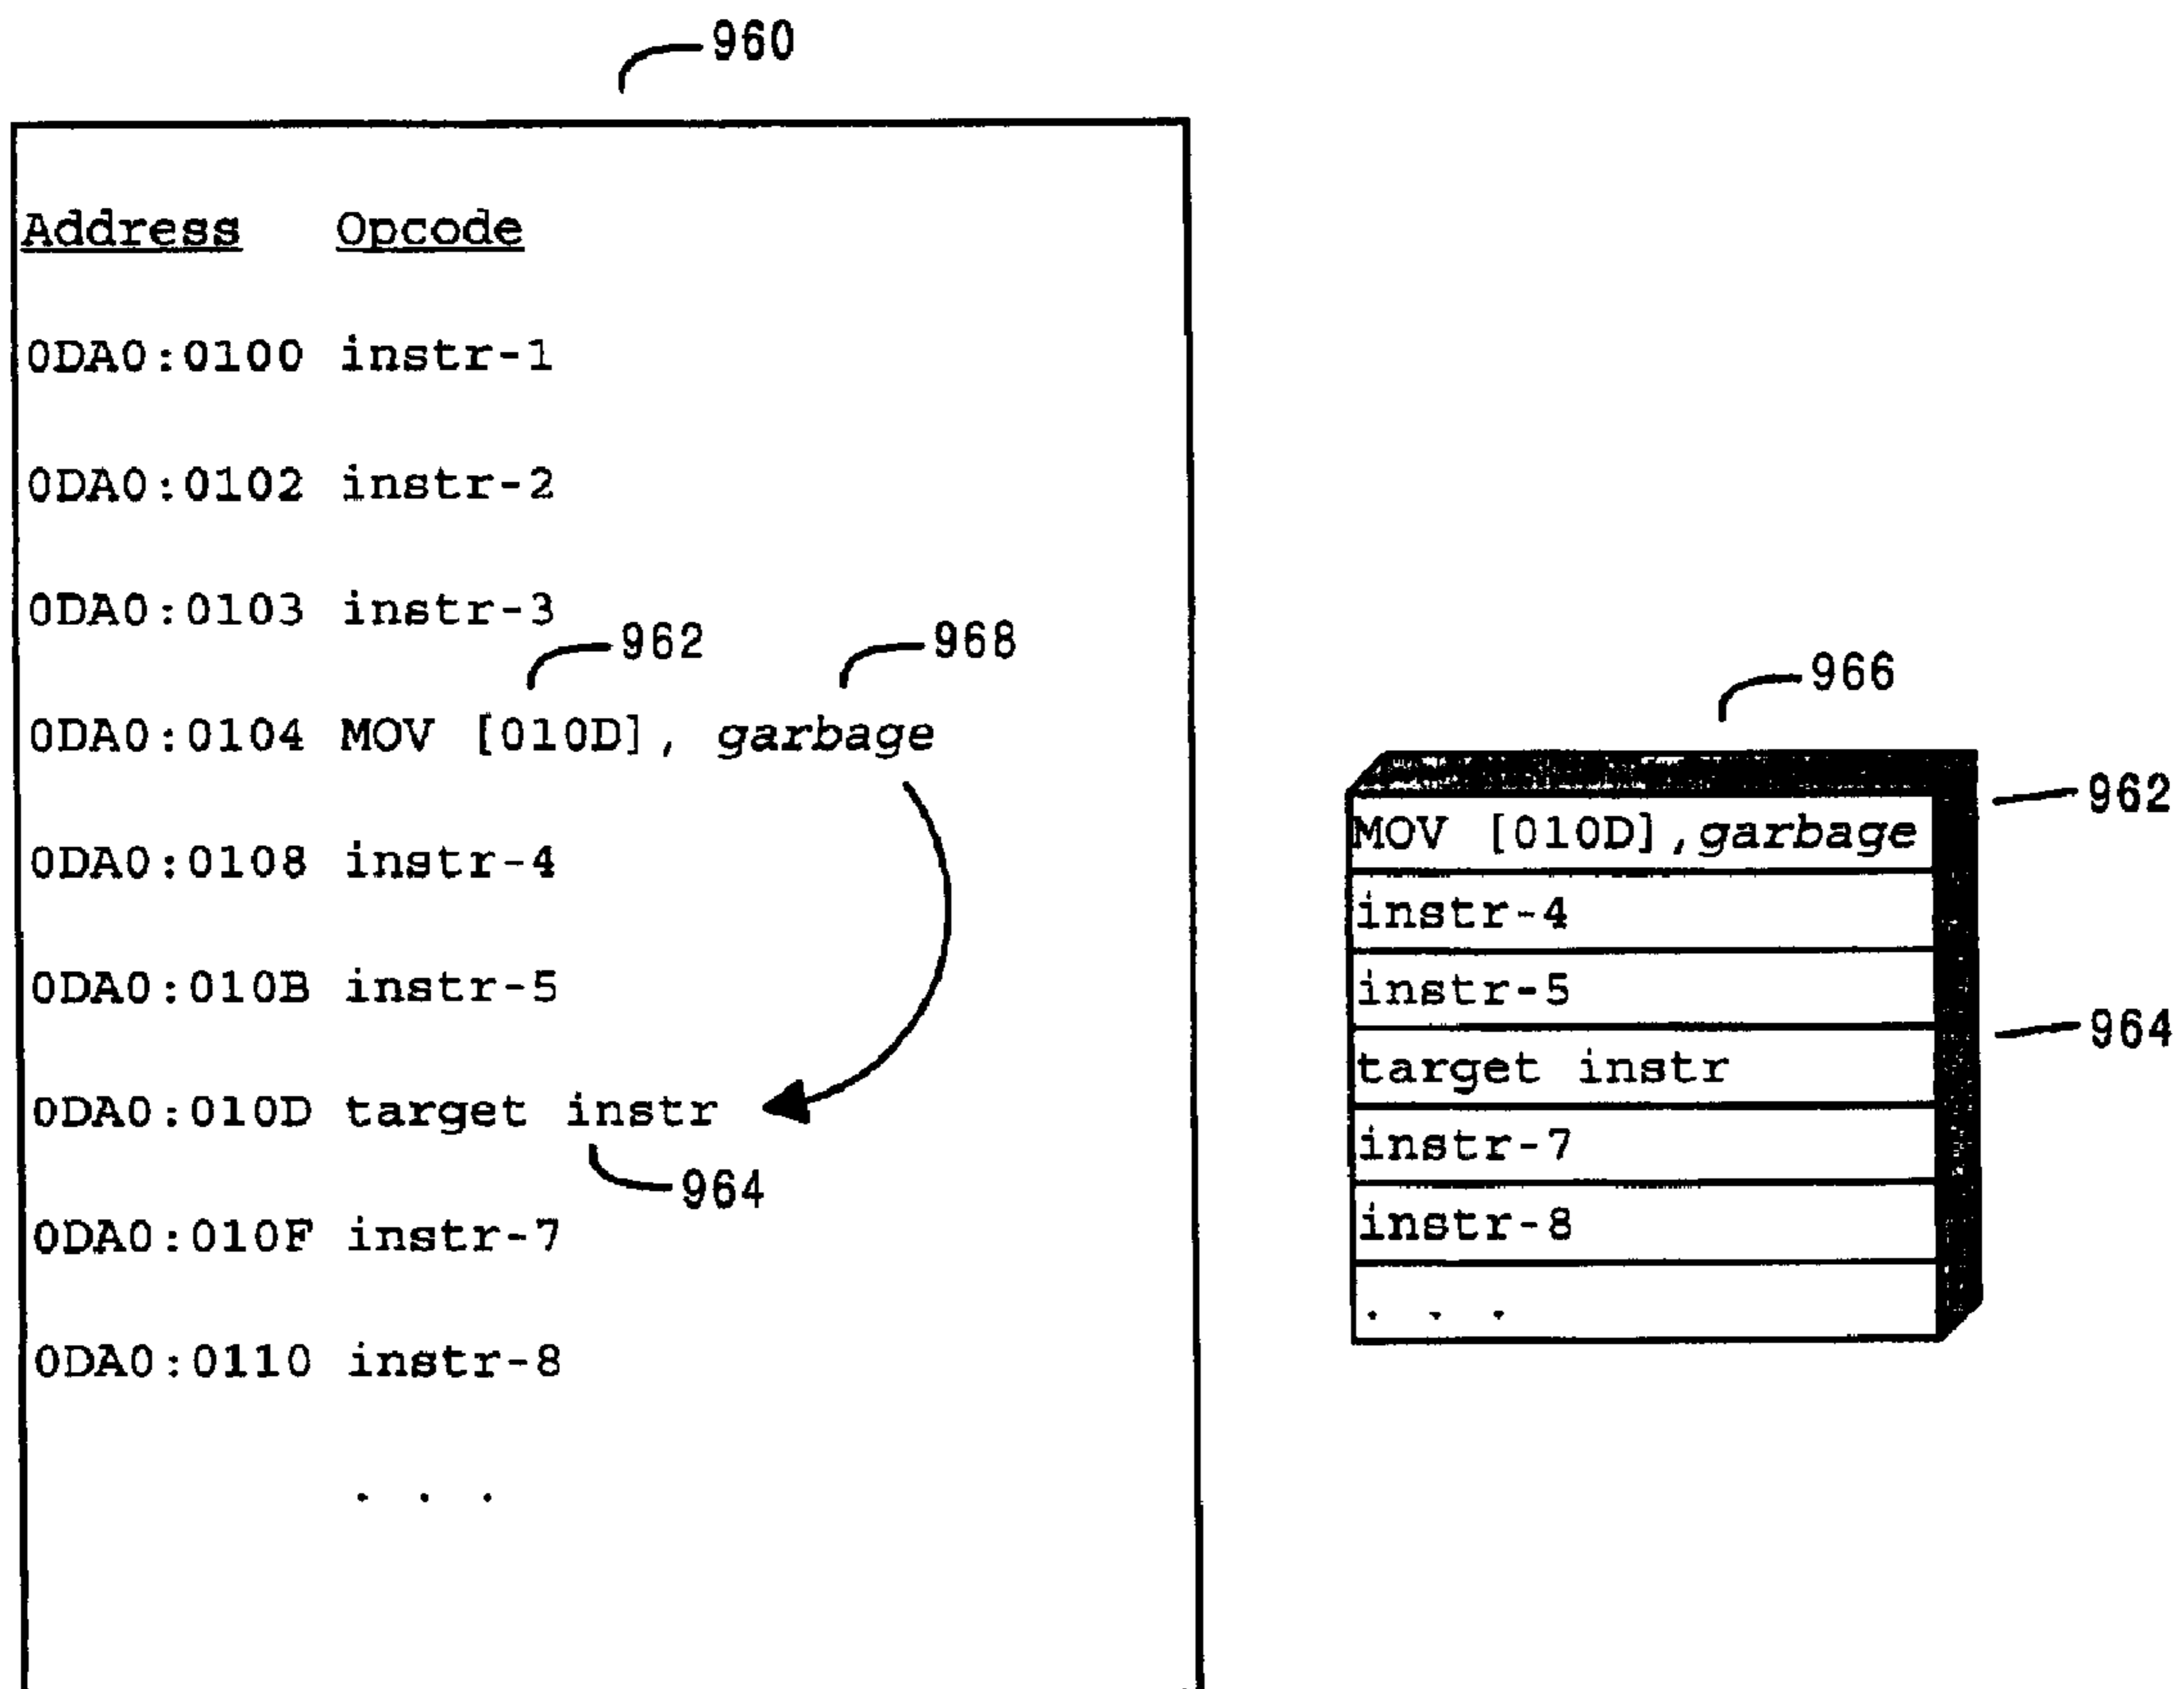 960
Address Opcode
0DA0:0100 instr-1
0DA0:0102 instr-2
0DA0:0103 instr-3
962 968
0DA0:0104 MOV [010D], garbage
0DA0:0108 instr-4
0DA0:010B instr-5
0DA0:010D target instr
964
0DA0:010F instr-7
0DA0:0110 instr-8
. . .
966
962
MOV [010D],garbage
instr-4
instr-5
964
target instr
instr-7
instr-8
. . .